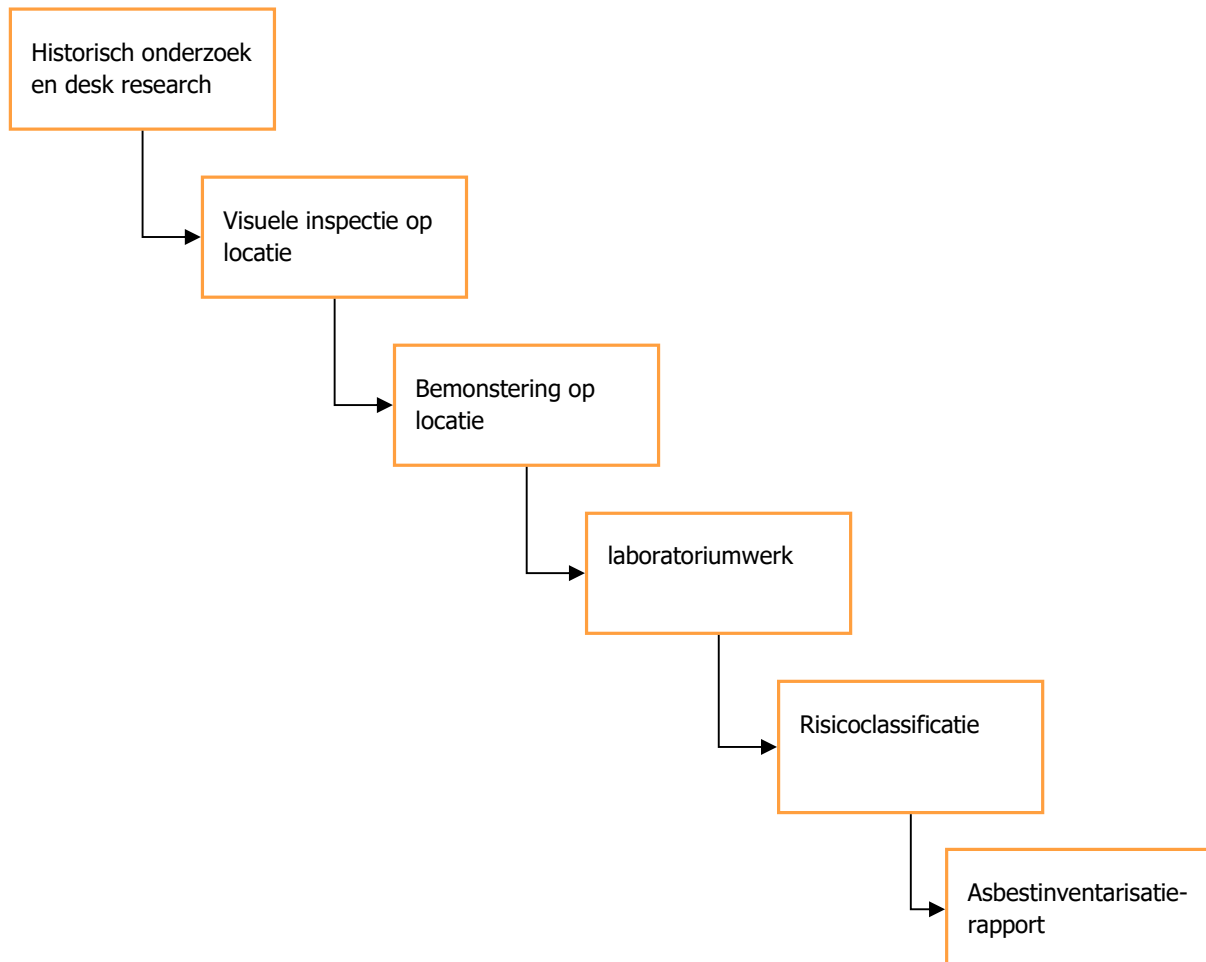 Historisch onderzoek
en desk research
Visuele inspectie op
locatie
Bemonstering op
locatie
laboratoriumwerk
Risicoclassificatie
Asbestinventarisatie-
rapport